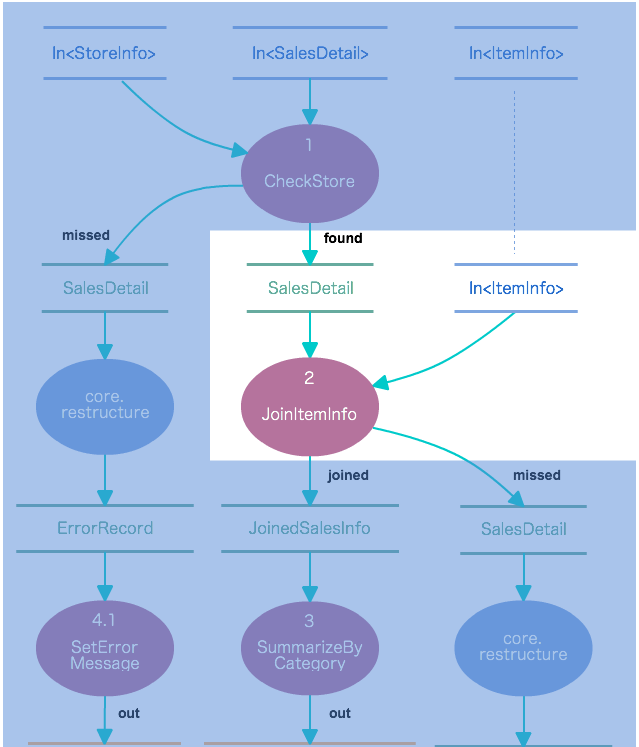 In<StoreInfo>
In<SalesDetail>
In<ItemInfo>
1
CheckStore
missed
found
SalesDetail
SalesDetail
In<ItemInfo>
core.
restructure
2
JoinItemInfo
joined
missed
ErrorRecord
JoinedSalesInfo
SalesDetail
4.1
SetError
Message
3
SummarizeBy
Category
core.
restructure
out
out